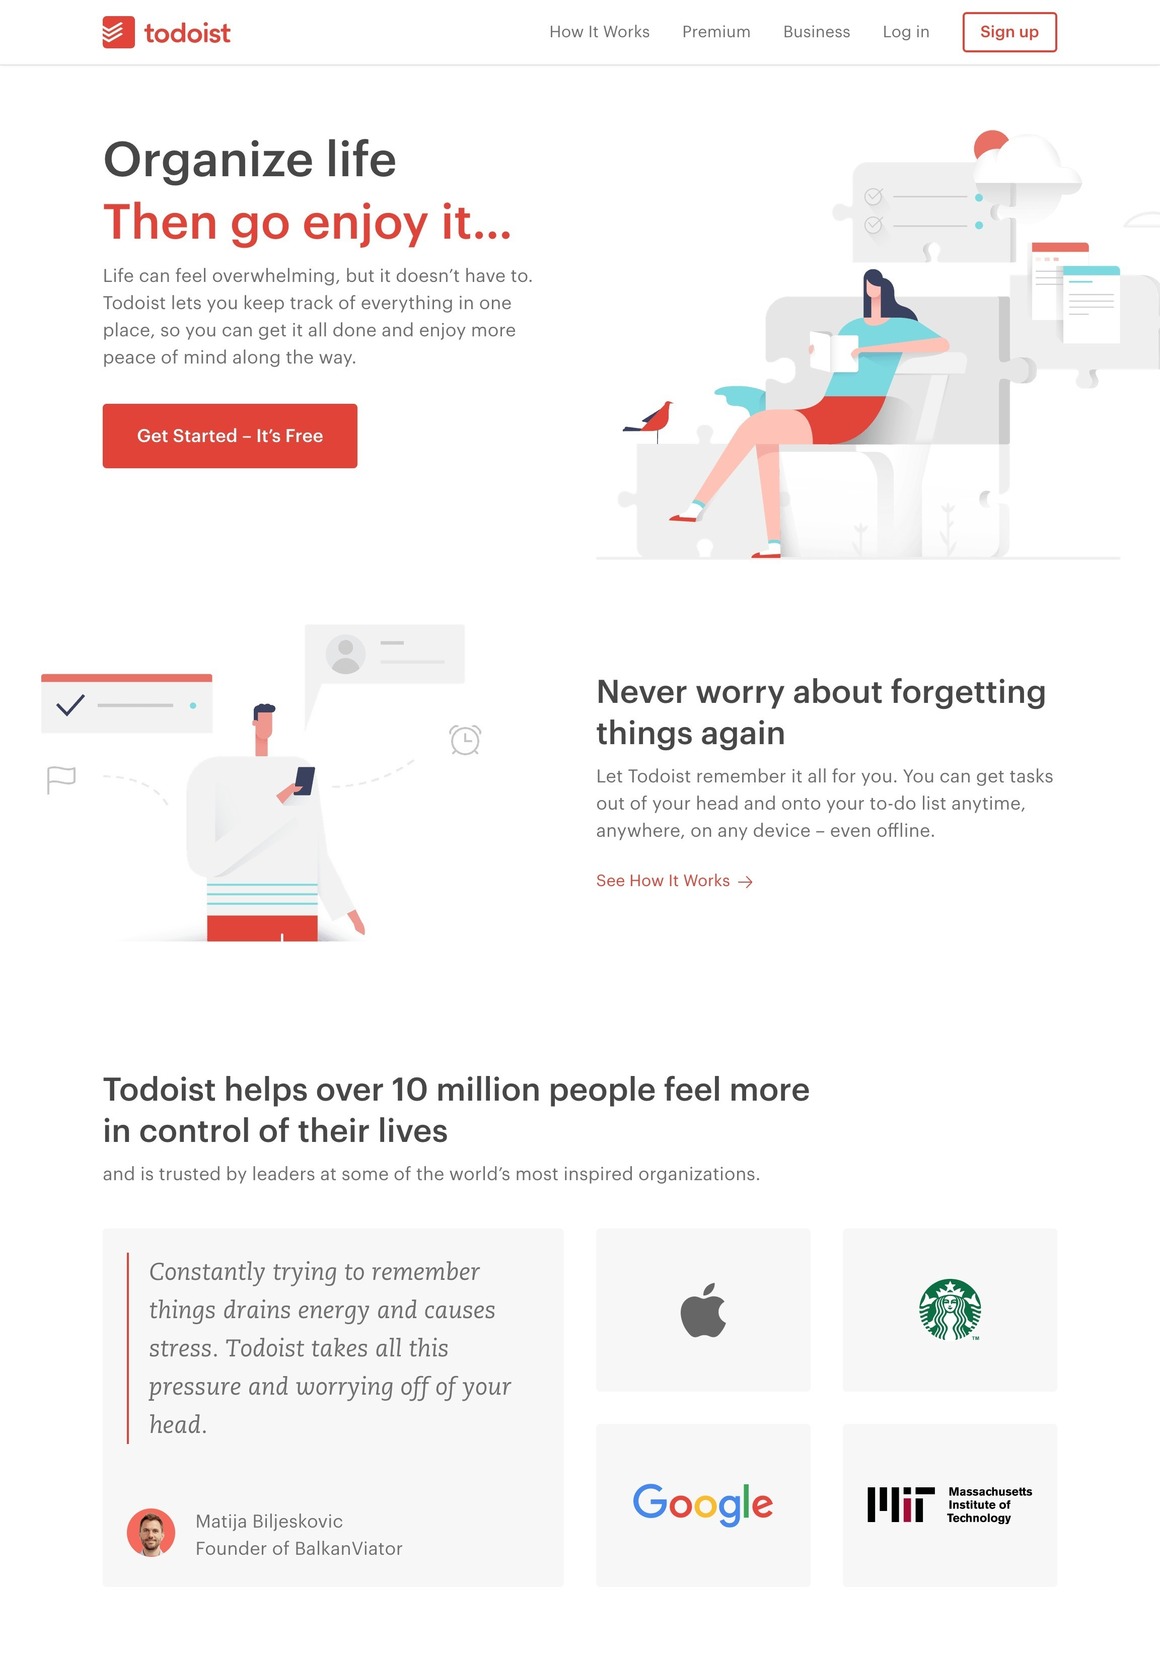 todoist
How It Works
Premium
Business
Log in
Sign up
Organize life
Then go enjoy it...
Life can feel overwhelming, but it doesn’t have to.
Todoist lets you keep track of everything in one
place, so you can get it all done and enjoy more
peace of mind along the way.
Get Started – It’s Free
Never worry about forgetting
things again
Let Todoist remember it all for you. You can get tasks
out of your head and onto your to-do list anytime,
anywhere, on any device – even offline.
See How It Works →
Todoist helps over 10 million people feel more
in control of their lives
and is trusted by leaders at some of the world’s most inspired organizations.
Constantly trying to remember
things drains energy and causes
stress. Todoist takes all this
pressure and worrying off of your
head.
Matija Biljeskovic
Founder of BalkanViator
TM
Google
MIT
Massachusetts
Institute of
Technology